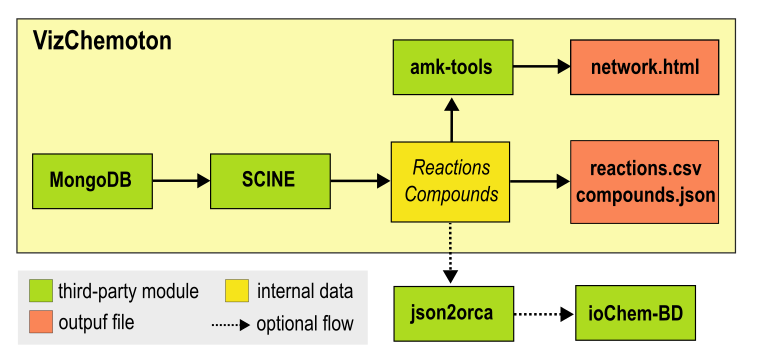 VizChemoton
amk-tools
network.html
MongoDB
SCINE
Reactions
Compounds
reactions.csv
compounds.json
third-party module
internal data
outpuf file
optional flow
json2orca
ioChem-BD